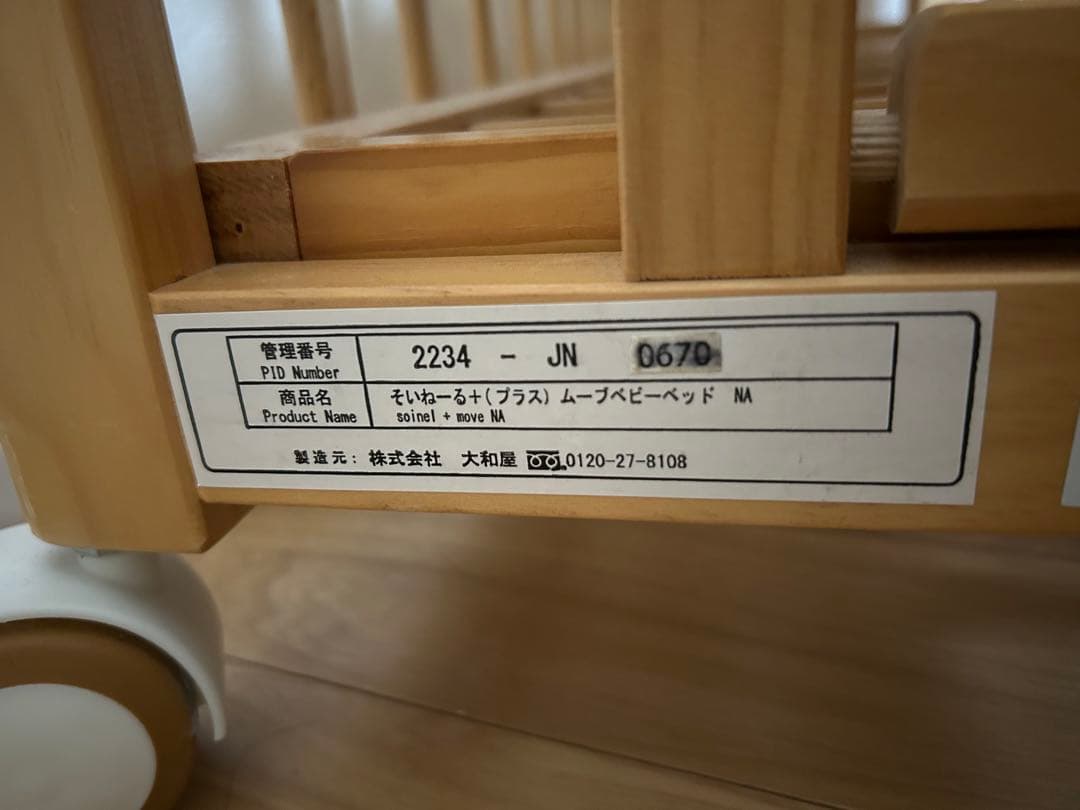 管理番号 2234 - JN 0670
PID Number
商品名 そいねーる+(プラス) ムーブベビーベッド NA
Product Name soinel + move NA
製造元: 株式会社 大和屋 0120-27-8108